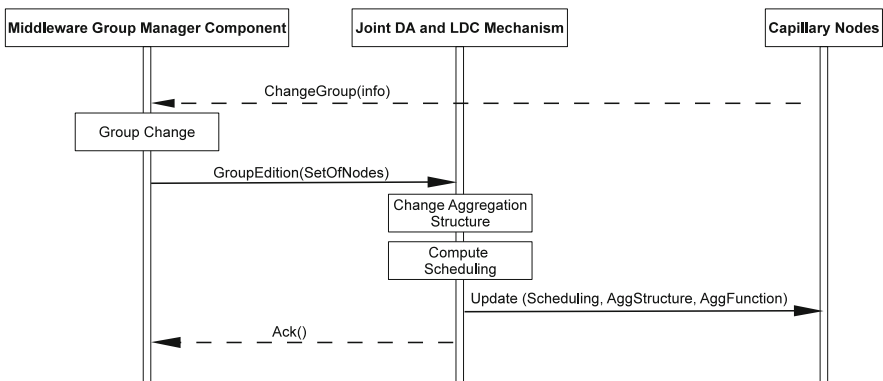 Middleware Group Manager Component
Joint DA and LDC Mechanism
Capillary Nodes
ChangeGroup(info)
Group Change
GroupEdition(SetOfNodes)
Change Aggregation
Structure
Compute
Scheduling
Update (Scheduling, AggStructure, AggFunction)
Ack()